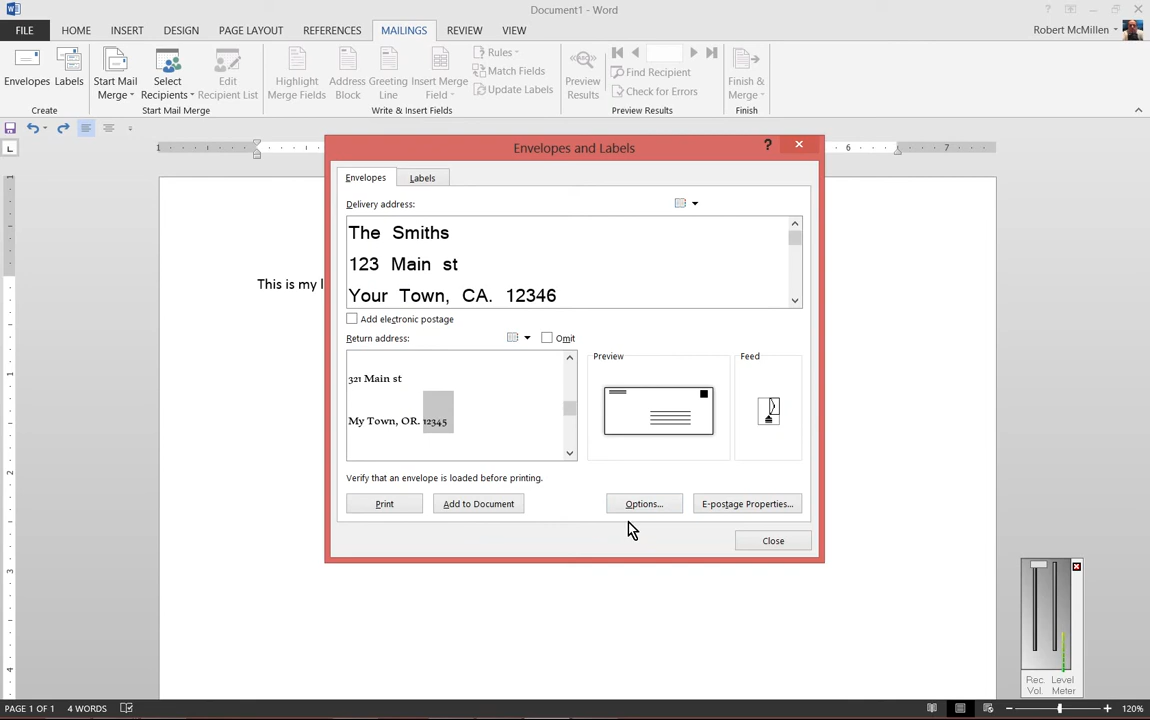 Document1 - Word
Robert McMillen
FILE HOME INSERT DESIGN PAGE LAYOUT REFERENCES MAILINGS REVIEW VIEW
Envelopes
Labels
Create
Start Mail
Merge
Select
Recipients
Edit
Recipient List
Start Mail Merge
Highlight
Merge Fields
Address
Block
Greeting
Line
Insert Merge
Field
Rules
Match Fields
Update Labels
Write & Insert Fields
Preview
Results
Find Recipient
Check for Errors
Preview Results
Finish &
Merge
Finish
This is my l
Envelopes and Labels
Envelopes
Labels
Delivery address:
The Smiths
123 Main st
Your Town, CA. 12346
Add electronic postage
Return address:
Omit
321 Main st
My Town, OR. 12345
Preview
Feed
Verify that an envelope is loaded before printing.
Print
Add to Document
Options...
E-postage Properties...
Close
Rec. Vol.
Level Meter
PAGE 1 OF 1
4 WORDS
120%